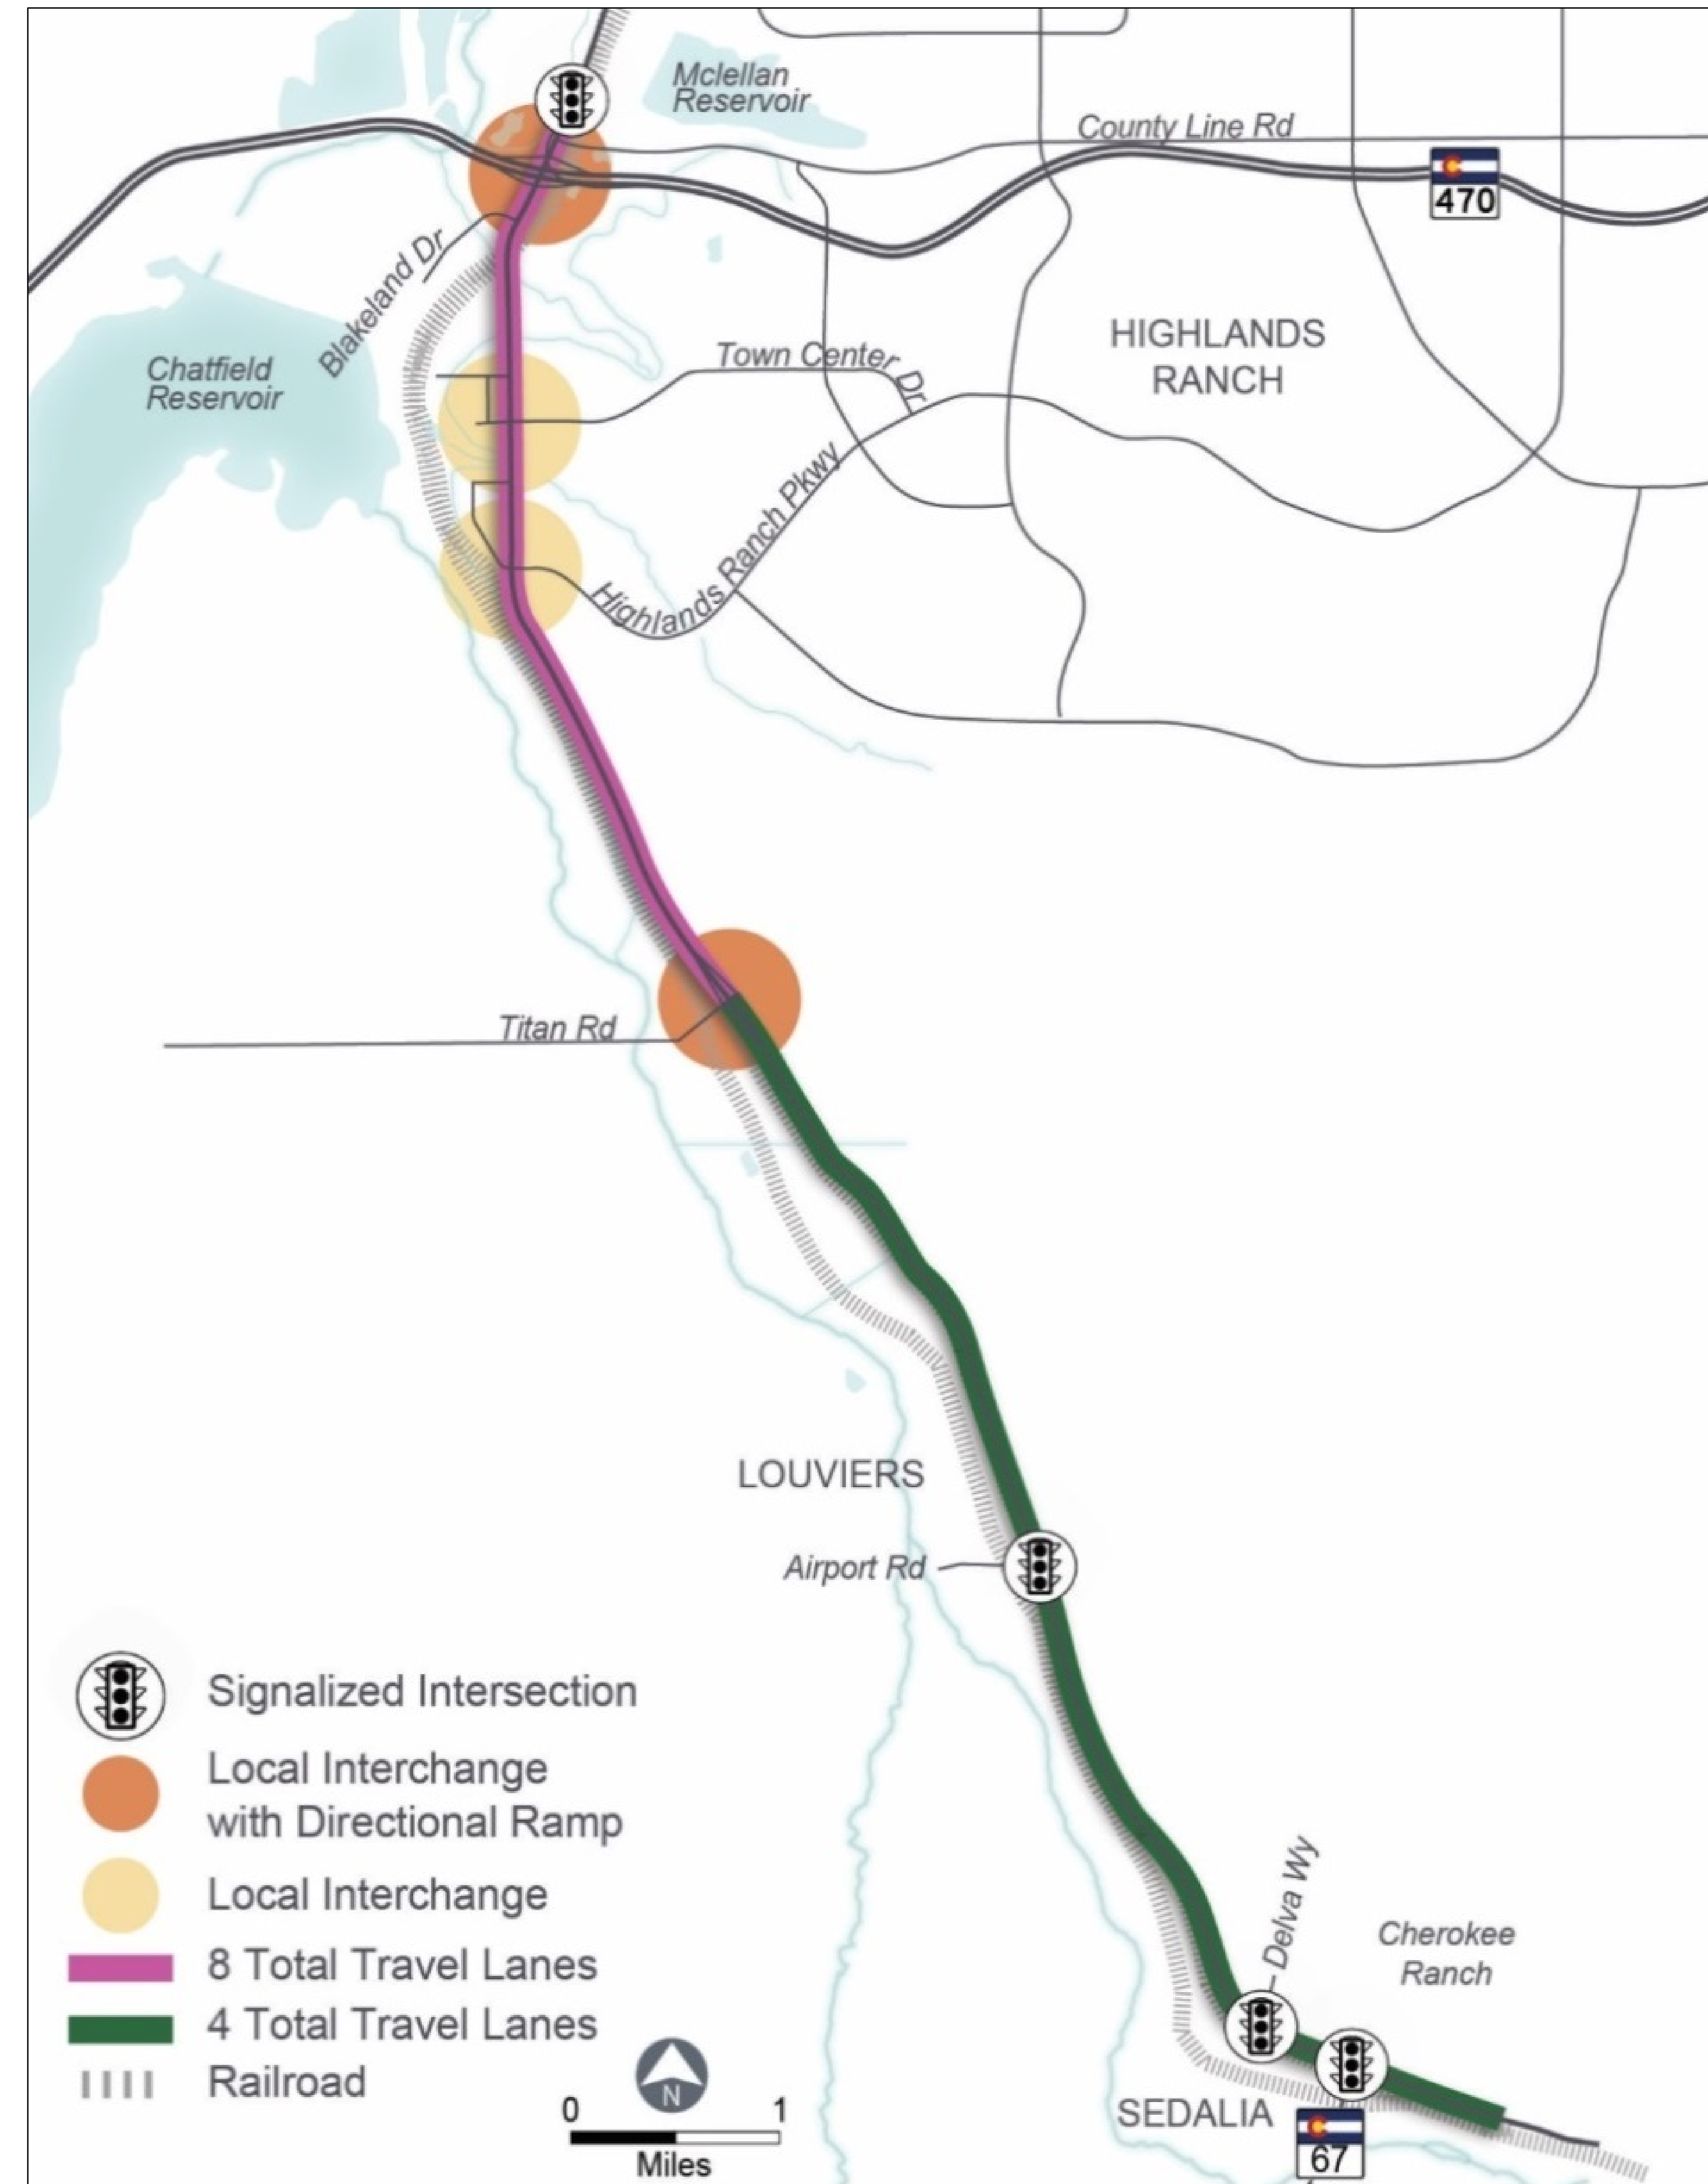 Mclellan
Reservoir
County Line Rd
470
Blakeland Dr
Chatfield
Reservoir
Town Center Dr
HIGHLANDS
RANCH
Highlands Ranch Pkwy
Titan Rd
LOUVIERS
Airport Rd
Delva Wy
Cherokee
Ranch
SEDALIA
67
Signalized Intersection
Local Interchange
with Directional Ramp
Local Interchange
8 Total Travel Lanes
4 Total Travel Lanes
Railroad
N
0 1
Miles